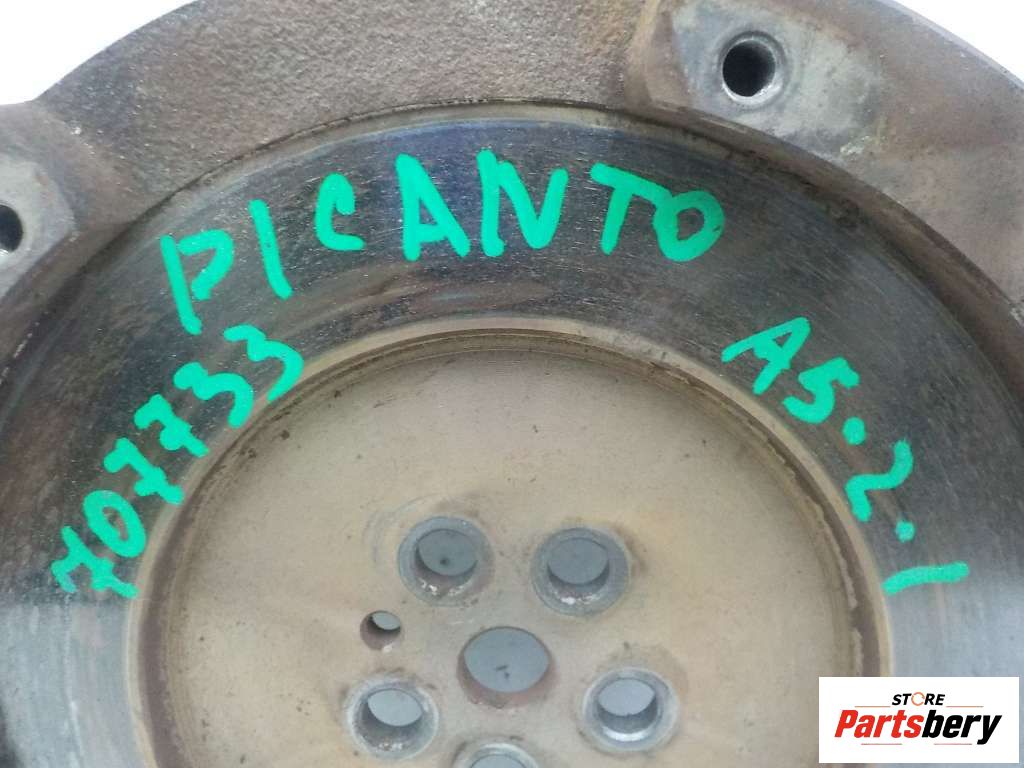 PICANTO
707733
A5.2.1
STORE
Partsbery